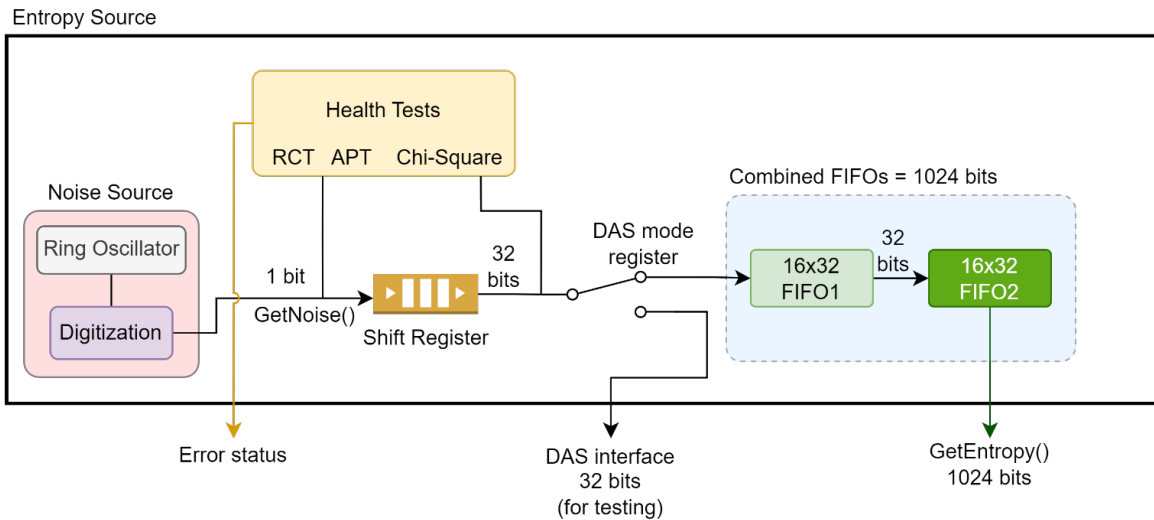 Entropy Source
Health Tests
RCT APT Chi-Square
Noise Source
Ring Oscillator
Digitization
1 bit
GetNoise()
Shift Register
32
bits
DAS mode
register
Combined FIFOs = 1024 bits
16x32
FIFO1
32
bits
16x32
FIFO2
Error status
DAS interface
32 bits
(for testing)
GetEntropy()
1024 bits